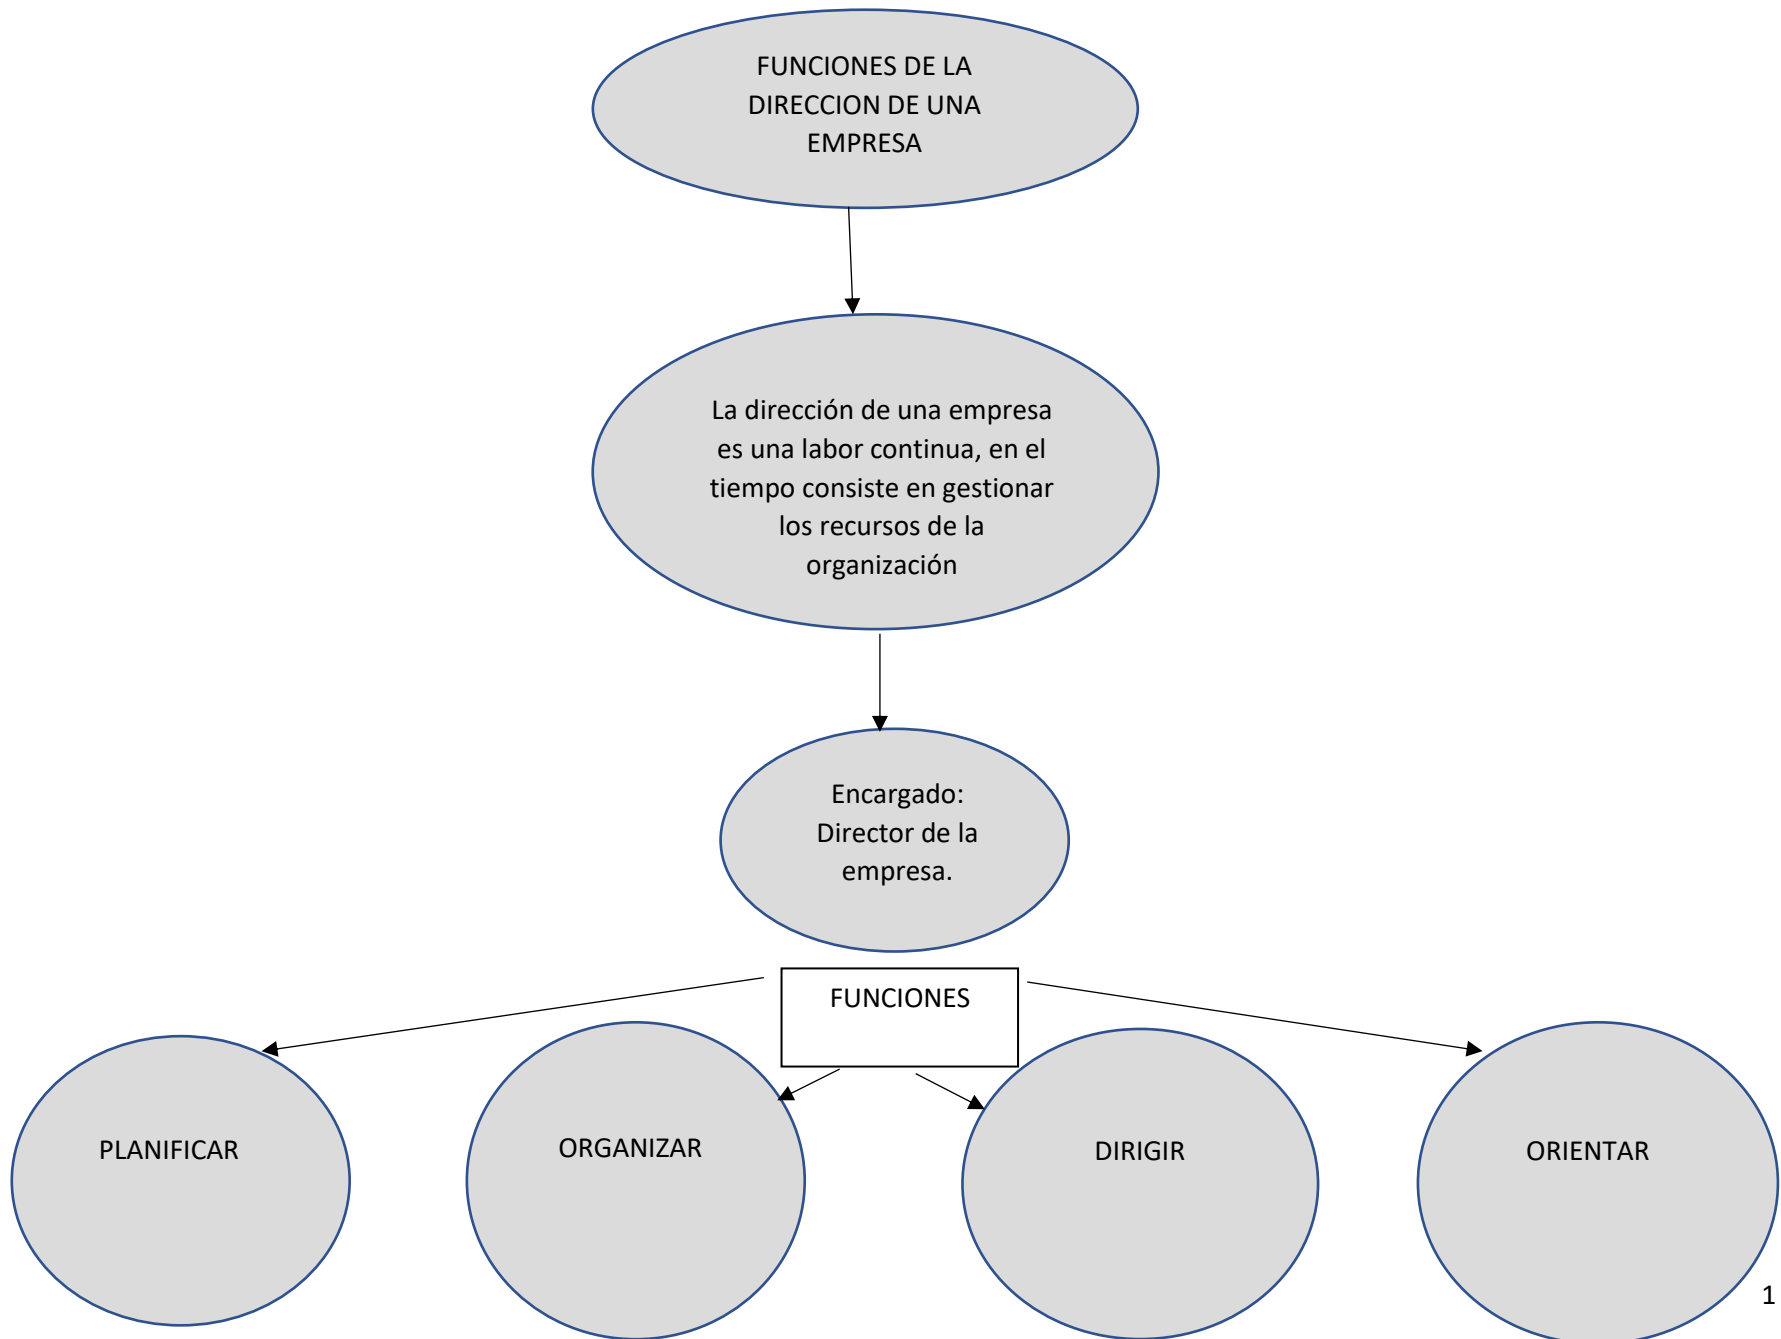 FUNCIONES DE LA
DIRECCION DE UNA
EMPRESA
La dirección de una empresa
es una labor continua, en el
tiempo consiste en gestionar
los recursos de la
organización
Encargado:
Director de la
empresa.
FUNCIONES
PLANIFICAR
ORGANIZAR
DIRIGIR
ORIENTAR
1